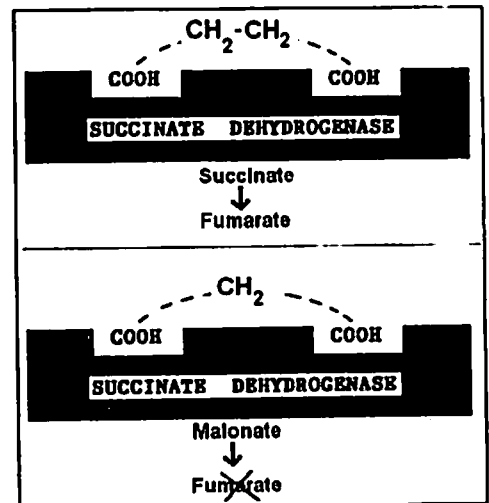 CH2-CH2
COOH COOH
SUCCINATE DEHYDROGENASE
Succinate
Fumarate
CH2
COOH COOH
SUCCINATE DEHYDROGENASE
Malonate
Fumarate